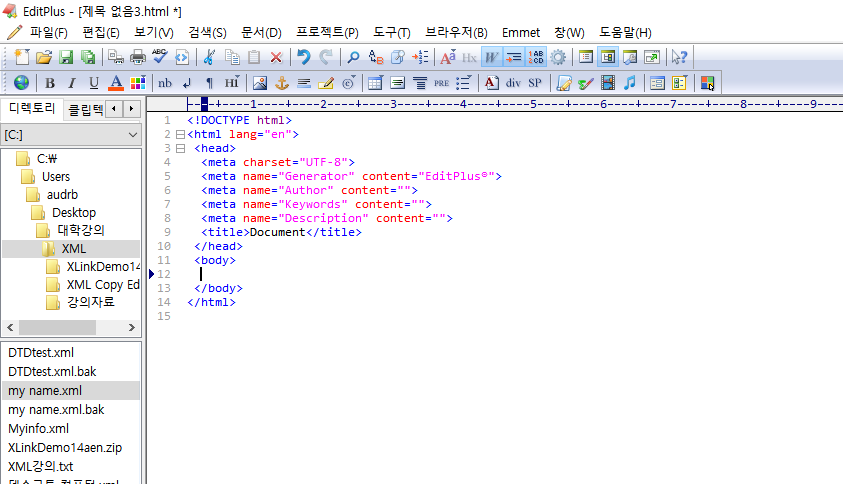 EditPlus - [제목 없음3.html *]
파일(F) 편집(E) 보기(V) 검색(S) 문서(D) 프로젝트(P) 도구(T) 브라우저(B) Emmet 창(W) 도움말(H)
B I U A nb HI PRE A div SP
디렉토리 클립텍
[C:]
----+----1----+----2----+----3----+----4----+----5----+----6----+----7----+----8----+----9
C:₩
Users
audrb
Desktop
대학강의
XML
XLinkDemo14
XML Copy Ed
강의자료
DTDtest.xml
DTDtest.xml.bak
my name.xml
my name.xml.bak
Myinfo.xml
XLinkDemo14aen.zip
XML강의.txt
1 <!DOCTYPE html>
2 <html lang="en">
3 <head>
4 <meta charset="UTF-8">
5 <meta name="Generator" content="EditPlus®">
6 <meta name="Author" content="">
7 <meta name="Keywords" content="">
8 <meta name="Description" content="">
9 <title>Document</title>
10 </head>
11 <body>
12
13 </body>
14 </html>
15